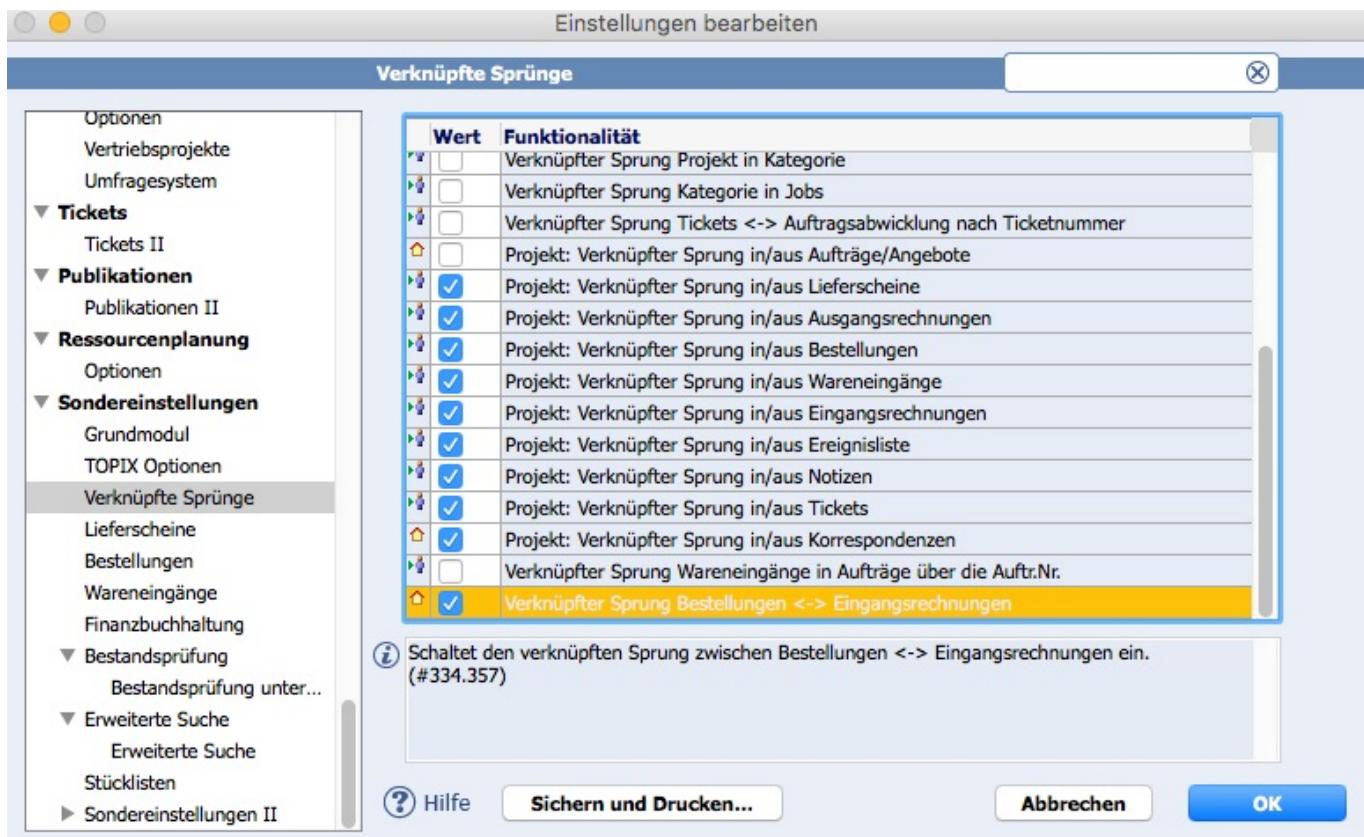 Einstellungen bearbeiten
Verknüpfte Sprünge
Optionen
Vertriebsprojekte
Umfragesystem
Tickets
Tickets II
Publikationen
Publikationen II
Ressourcenplanung
Optionen
Sondereinstellungen
Grundmodul
TOPIX Optionen
Verknüpfte Sprünge
Lieferscheine
Bestellungen
Wareneingänge
Finanzbuchhaltung
Bestandsprüfung
Bestandsprüfung unter...
Erweiterte Suche
Erweiterte Suche
Stücklisten
Sondereinstellungen II
Wert Funktionalität
Verknüpfter Sprung Projekt in Kategorie
Verknüpfter Sprung Kategorie in Jobs
Verknüpfter Sprung Tickets <-> Auftragsabwicklung nach Ticketnummer
Projekt: Verknüpfter Sprung in/aus Aufträge/Angebote
Projekt: Verknüpfter Sprung in/aus Lieferscheine
Projekt: Verknüpfter Sprung in/aus Ausgangsrechnungen
Projekt: Verknüpfter Sprung in/aus Bestellungen
Projekt: Verknüpfter Sprung in/aus Wareneingänge
Projekt: Verknüpfter Sprung in/aus Eingangsrechnungen
Projekt: Verknüpfter Sprung in/aus Ereignisliste
Projekt: Verknüpfter Sprung in/aus Notizen
Projekt: Verknüpfter Sprung in/aus Tickets
Projekt: Verknüpfter Sprung in/aus Korrespondenzen
Verknüpfter Sprung Wareneingänge in Aufträge über die Auftr.Nr.
Verknüpfter Sprung Bestellungen <-> Eingangsrechnungen
Schaltet den verknüpften Sprung zwischen Bestellungen <-> Eingangsrechnungen ein.
(#334.357)
? Hilfe
Sichern und Drucken...
Abbrechen
OK